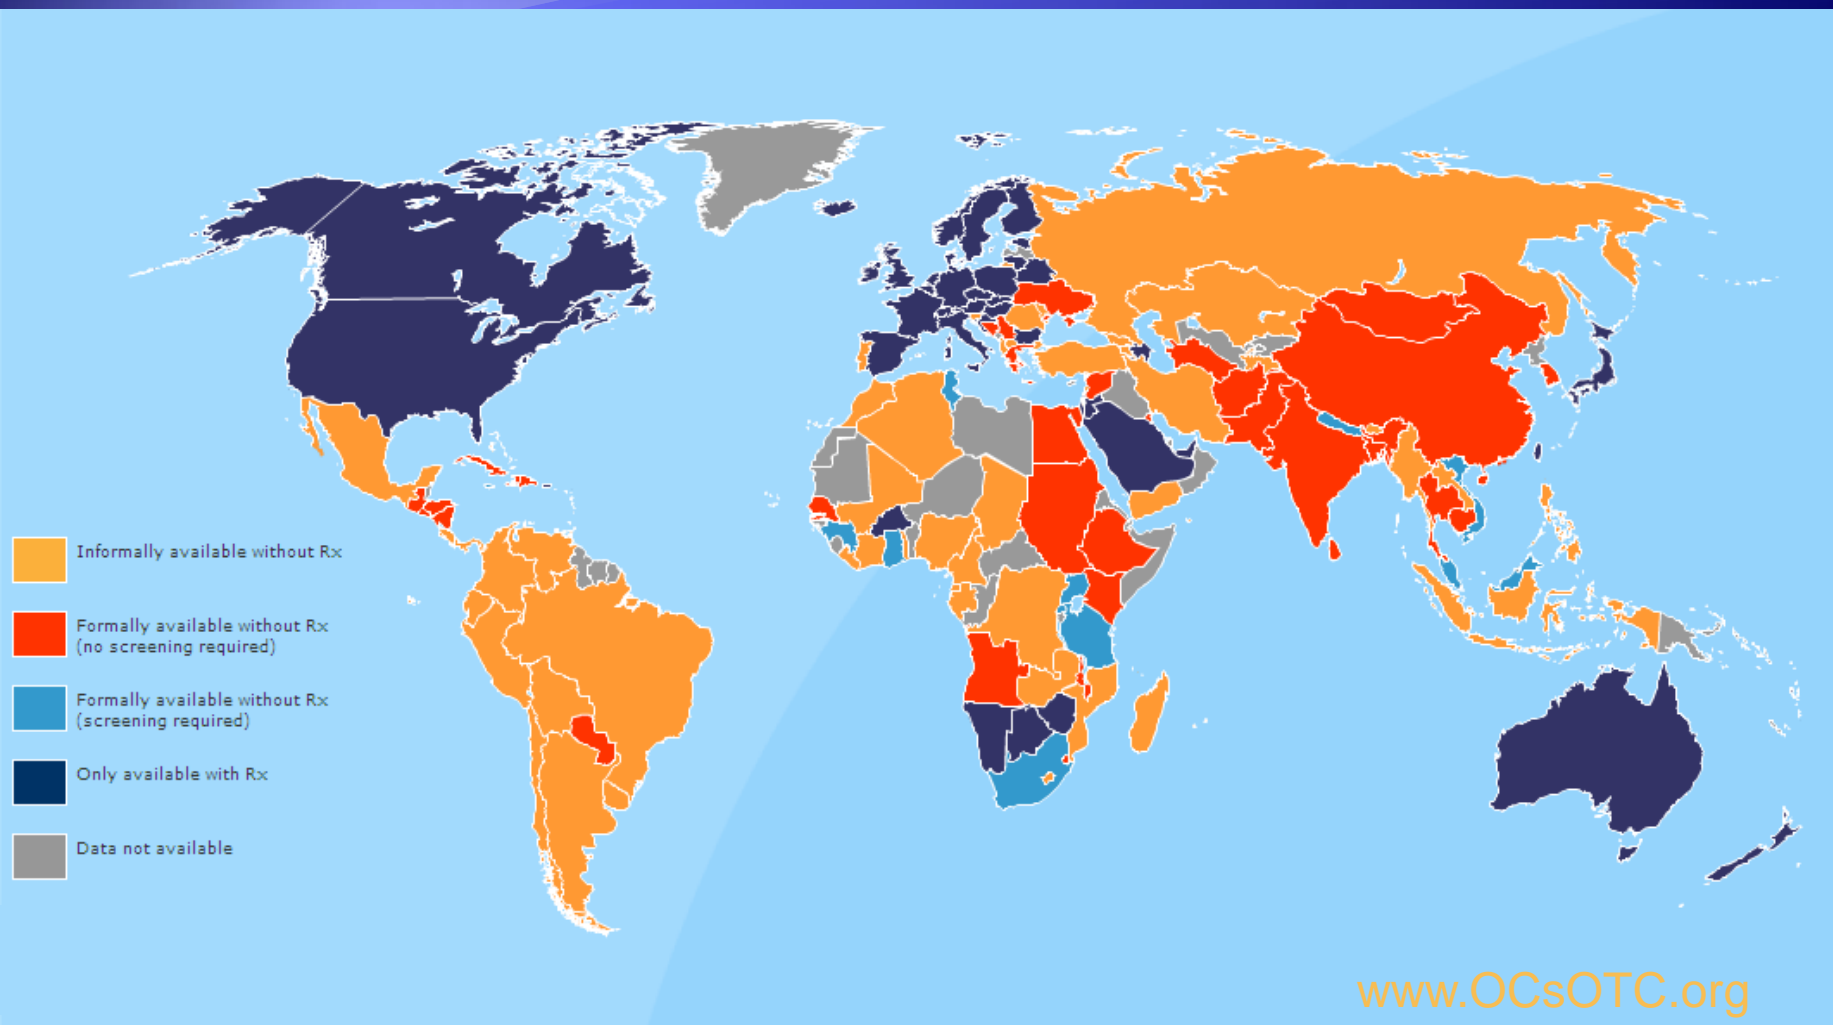 Informally available without Rx
Formally available without Rx
(no screening required)
Formally available without Rx
(screening required)
Only available with Rx
Data not available
www.OCsOTC.org